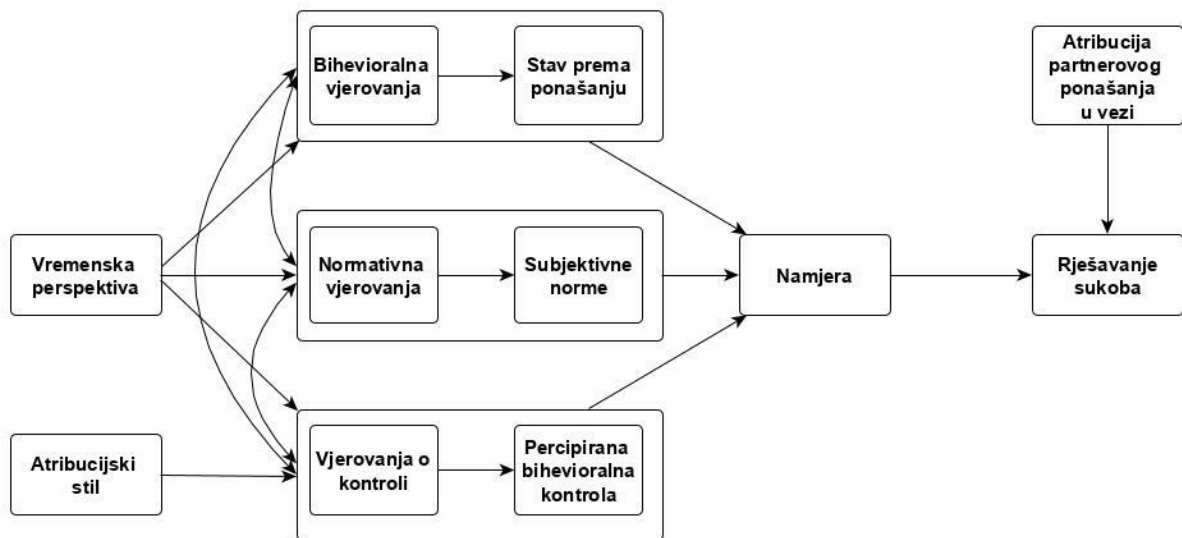 Bihevioralna
vjerovanja
Stav prema
ponašanju
Atribucija
partnerovog
ponašanja
u vezi
Vremenska
perspektiva
Normativna
vjerovanja
Subjektivne
norme
Namjera
Rješavanje
sukoba
Atribucijski
stil
Vjerovanja o
kontroli
Percipirana
bihevioralna
kontrola